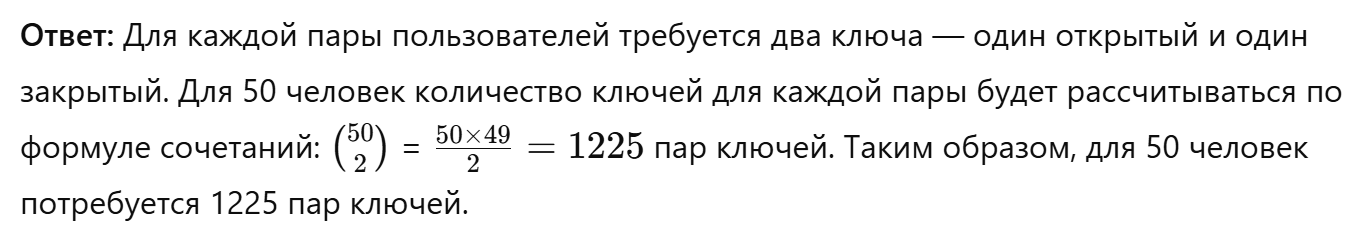 Ответ: Для каждой пары пользователей требуется два ключа — один открытый и один
закрытый. Для 50 человек количество ключей для каждой пары будет рассчитываться по
формуле сочетаний: \binom{50}{2} = \frac{50×49}{2} = 1225 пар ключей. Таким образом, для 50 человек
потребуется 1225 пар ключей.